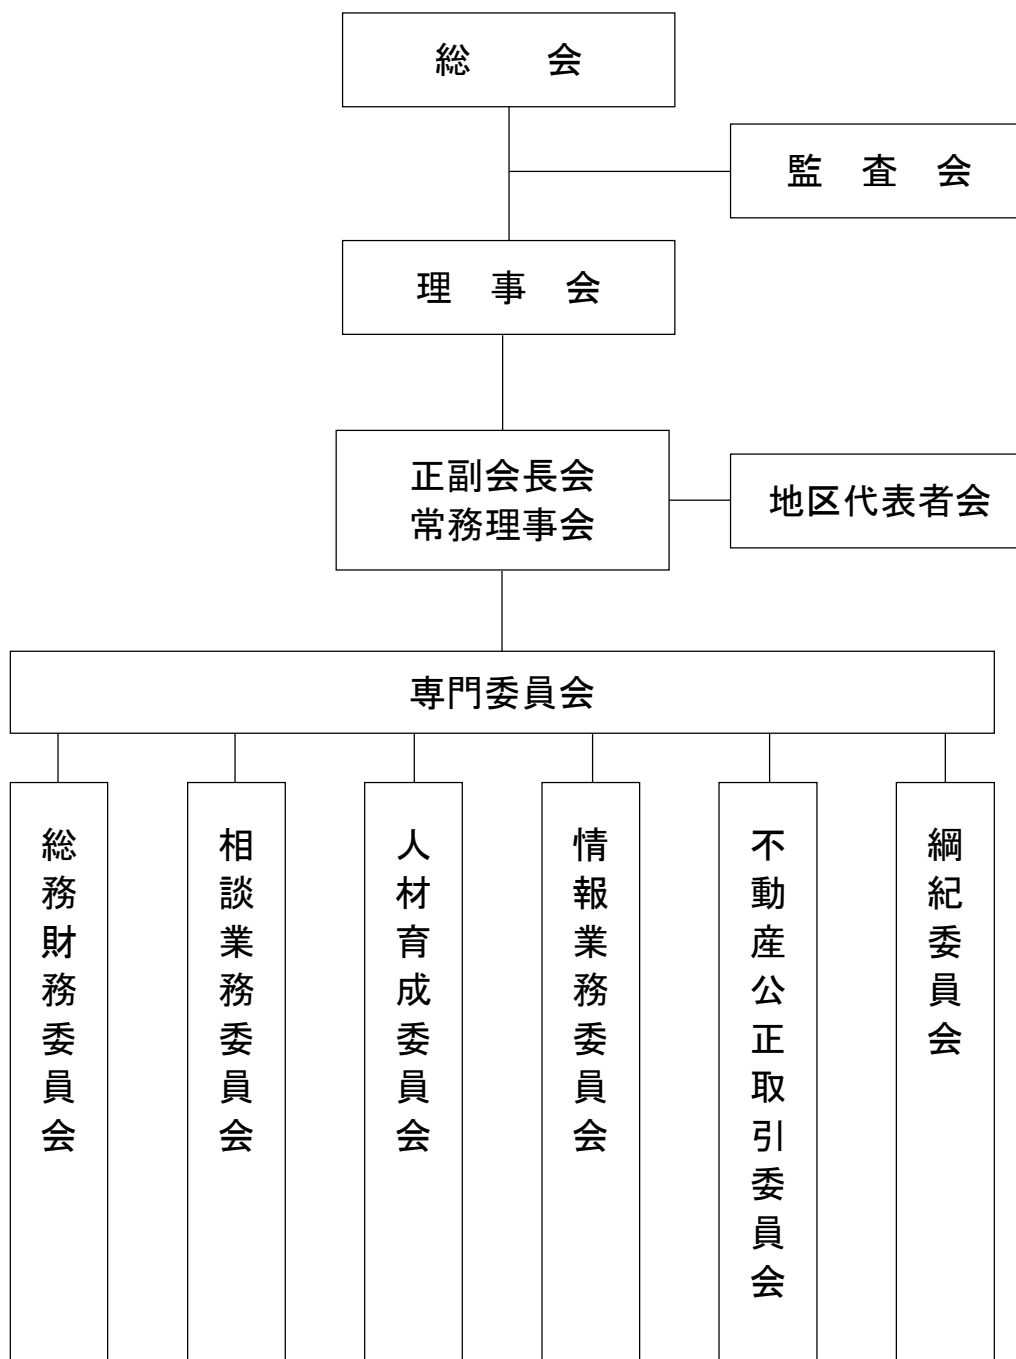 総　　会
監　査　会
理　事　会
正副会長会
常務理事会
地区代表者会
専門委員会
総務財務委員会
相談業務委員会
人材育成委員会
情報業務委員会
不動産公正取引委員会
綱紀委員会